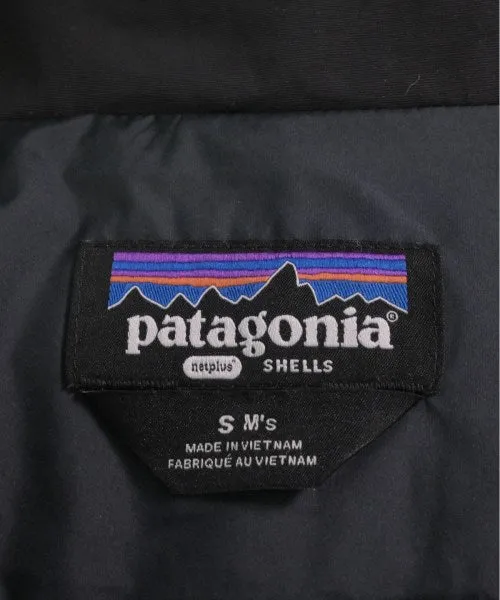 patagonia®
netplus® SHELLS
S M's
MADE IN VIETNAM
FABRIQUÉ AU VIETNAM